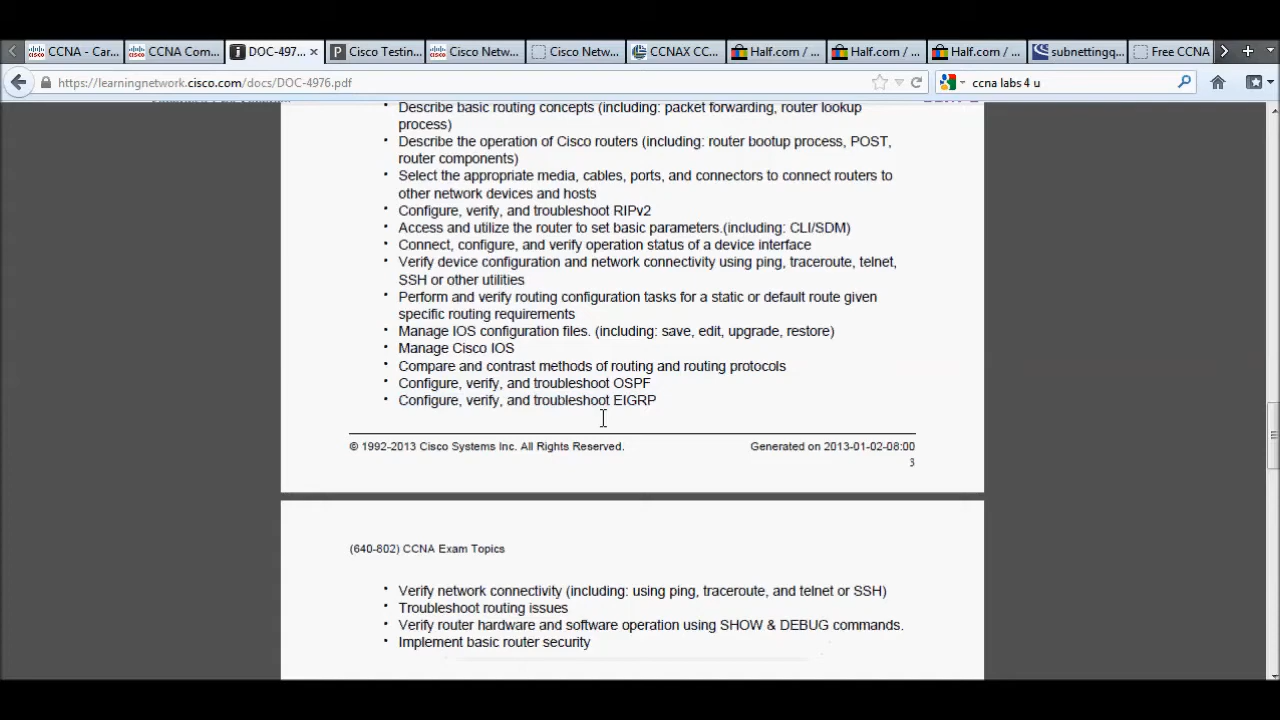 CCNA - Car...
CCNA Com...
DOC-497...
Cisco Testin...
Cisco Netw...
Cisco Netw...
CCNAX CC...
Half.com / ...
Half.com / ...
Half.com / ...
subnettingq...
Free CCNA
https://learningnetwork.cisco.com/docs/DOC-4976.pdf
ccna labs 4 u
• Describe basic routing concepts (including: packet forwarding, router lookup
process)
• Describe the operation of Cisco routers (including: router bootup process, POST,
router components)
• Select the appropriate media, cables, ports, and connectors to connect routers to
other network devices and hosts
• Configure, verify, and troubleshoot RIPv2
• Access and utilize the router to set basic parameters.(including: CLI/SDM)
• Connect, configure, and verify operation status of a device interface
• Verify device configuration and network connectivity using ping, traceroute, telnet,
SSH or other utilities
• Perform and verify routing configuration tasks for a static or default route given
specific routing requirements
• Manage IOS configuration files. (including: save, edit, upgrade, restore)
• Manage Cisco IOS
• Compare and contrast methods of routing and routing protocols
• Configure, verify, and troubleshoot OSPF
• Configure, verify, and troubleshoot EIGRP
© 1992-2013 Cisco Systems Inc. All Rights Reserved.
Generated on 2013-01-02-08:00
3
(640-802) CCNA Exam Topics
• Verify network connectivity (including: using ping, traceroute, and telnet or SSH)
• Troubleshoot routing issues
• Verify router hardware and software operation using SHOW & DEBUG commands.
• Implement basic router security